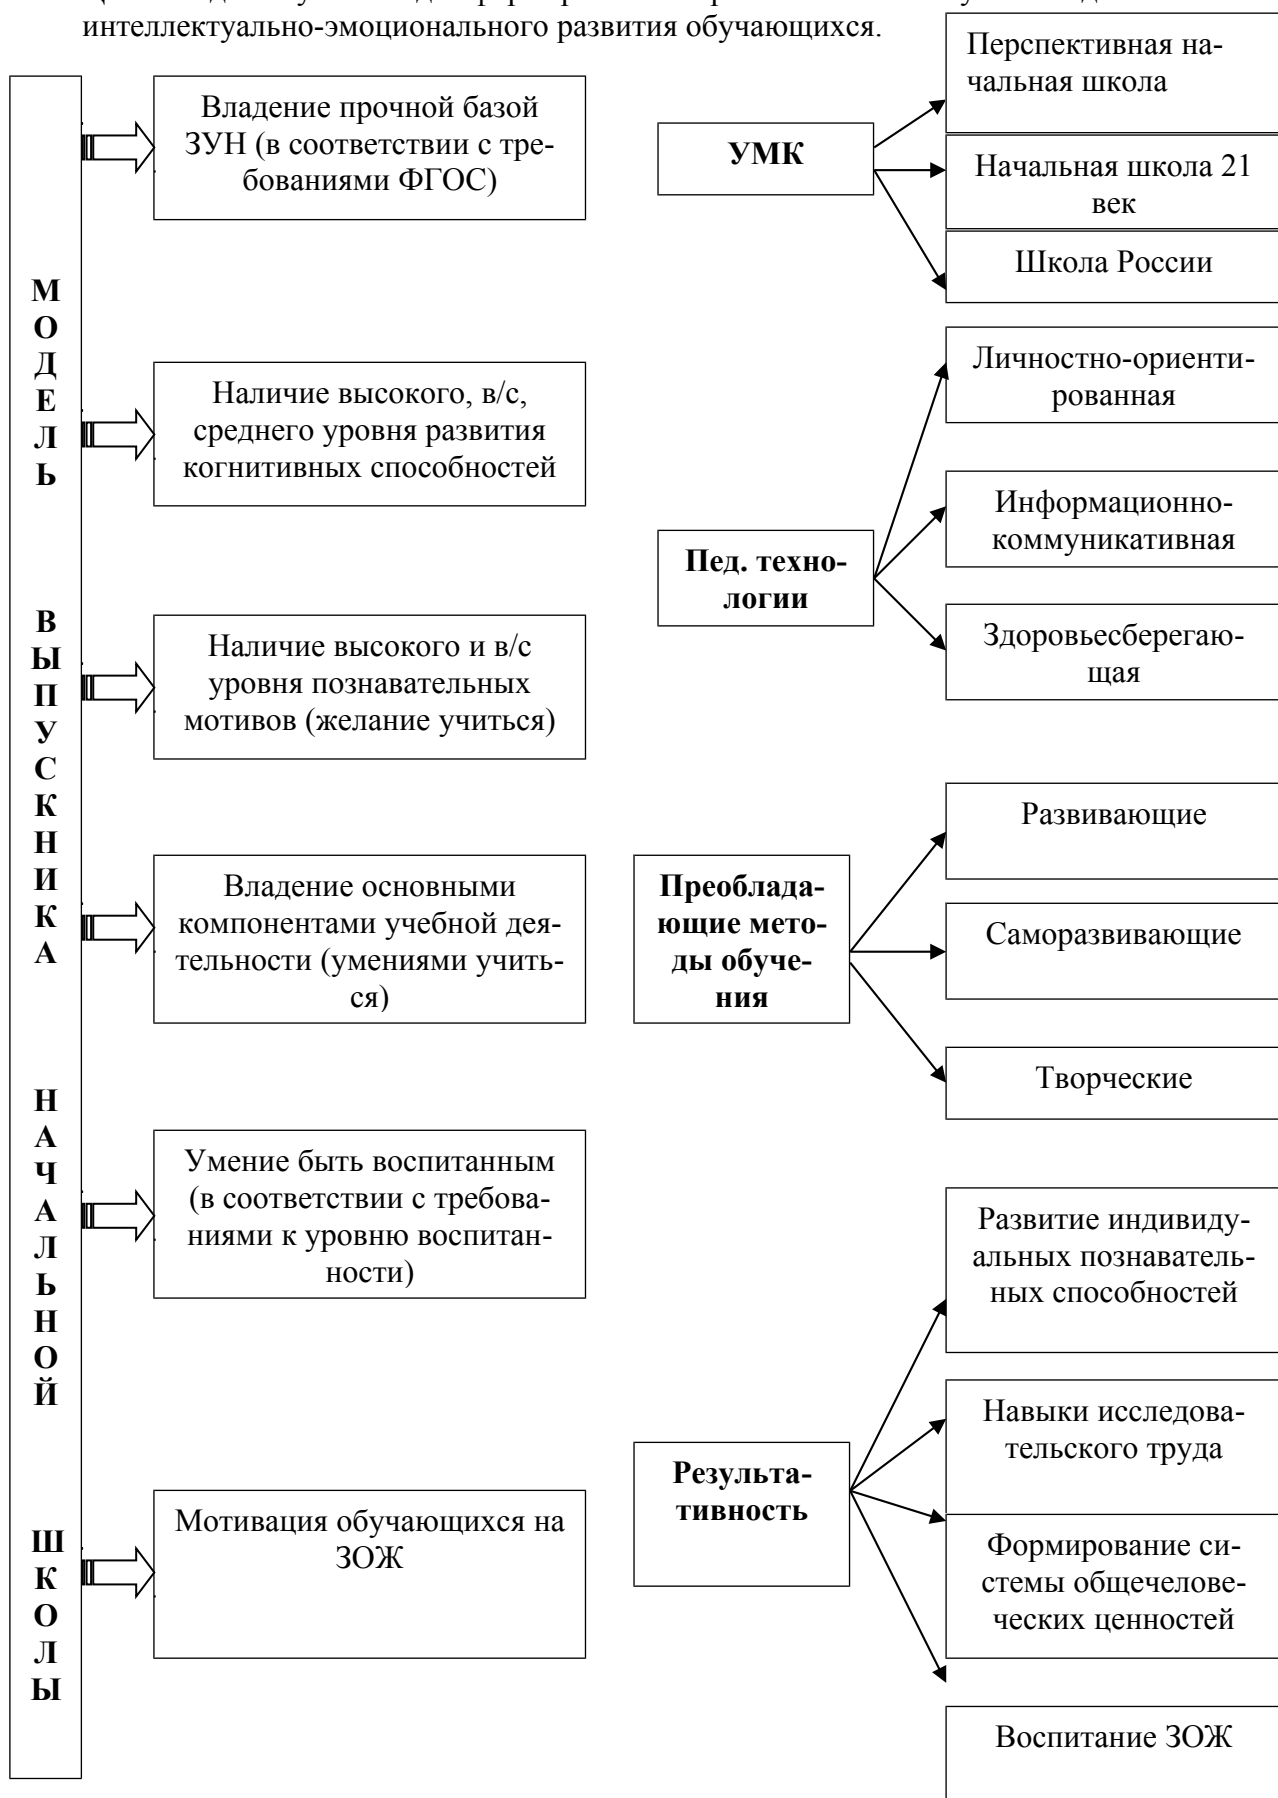 интеллектуально-эмоционального развития обучающихся.
МОДЕЛЬ
ВЫПУСКНИКА
НАЧАЛЬНОЙ
ШКОЛЫ
Владение прочной базой
ЗУН (в соответствии с тре-
бованиями ФГОС)
Наличие высокого, в/с,
среднего уровня развития
когнитивных способностей
Наличие высокого и в/с
уровня познавательных
мотивов (желание учиться)
Владение основными
компонентами учебной дея-
тельности (умениями учить-
ся)
Умение быть воспитанным
(в соответствии с требова-
ниями к уровню воспитан-
ности)
Мотивация обучающихся на
ЗОЖ
УМК
Перспективная на-
чальная школа
Начальная школа 21
век
Школа России
Пед. техно-
логии
Личностно-ориенти-
рованная
Информационно-
коммуникативная
Здоровьесберегаю-
щая
Преоблада-
ющие мето-
ды обуче-
ния
Развивающие
Саморазвивающие
Творческие
Результа-
тивность
Развитие индивиду-
альных познаватель-
ных способностей
Навыки исследова-
тельского труда
Формирование си-
стемы общечелове-
ческих ценностей
Воспитание ЗОЖ